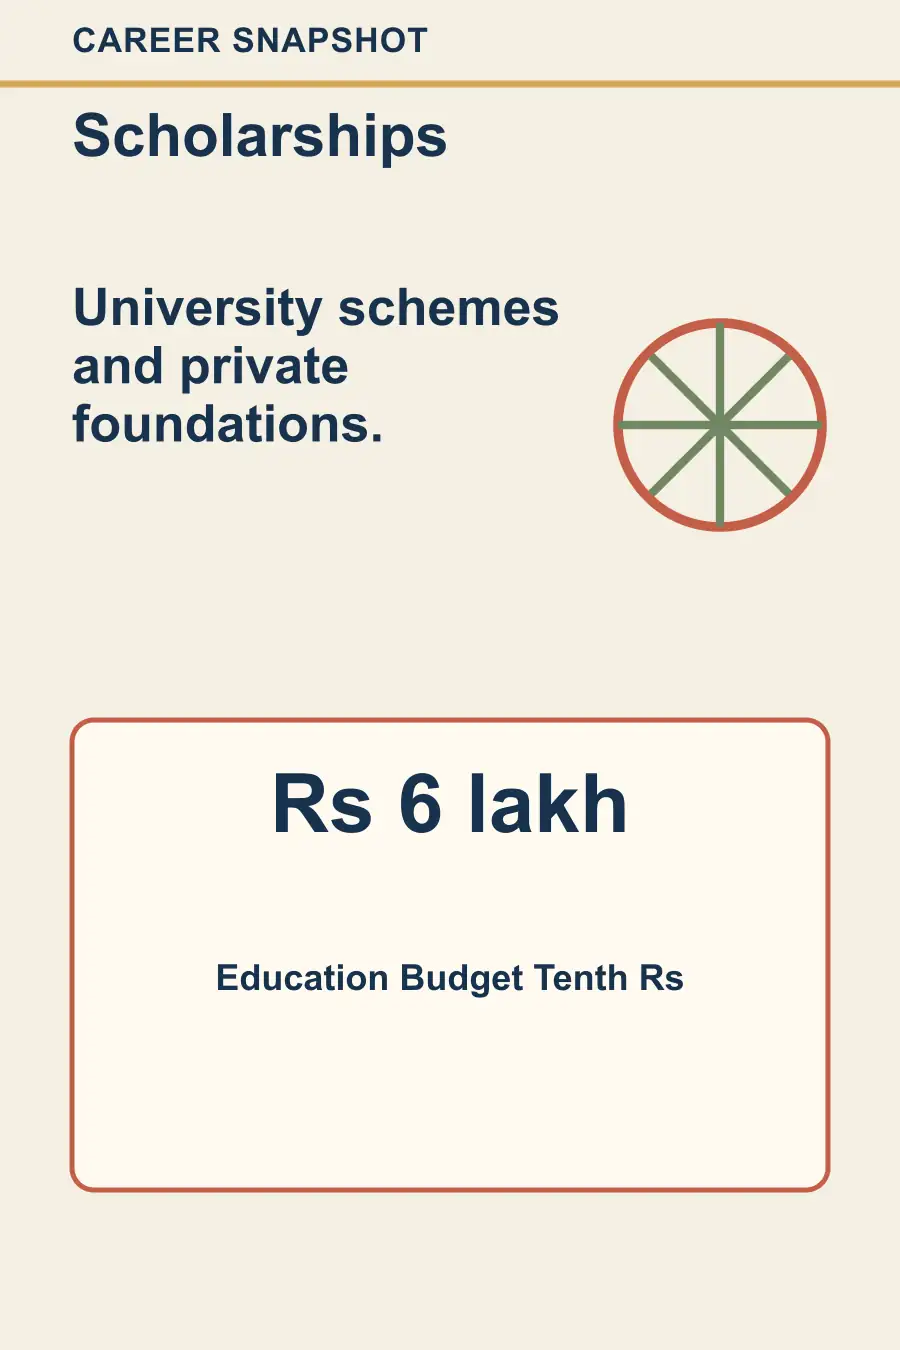 CAREER SNAPSHOT
Scholarships
University schemes
and private
foundations.
Rs 6 lakh
Education Budget Tenth Rs